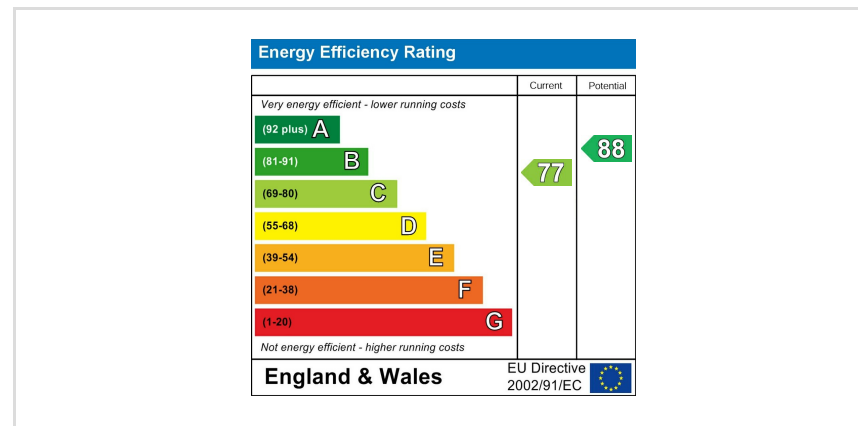 Energy Efficiency Rating
Current Potential
Very energy efficient - lower running costs
(92 plus) A
(81-91) B
(69-80) C
(55-68) D
(39-54) E
(21-38) F
(1-20) G
77
88
Not energy efficient - higher running costs
England & Wales
EU Directive
2002/91/EC